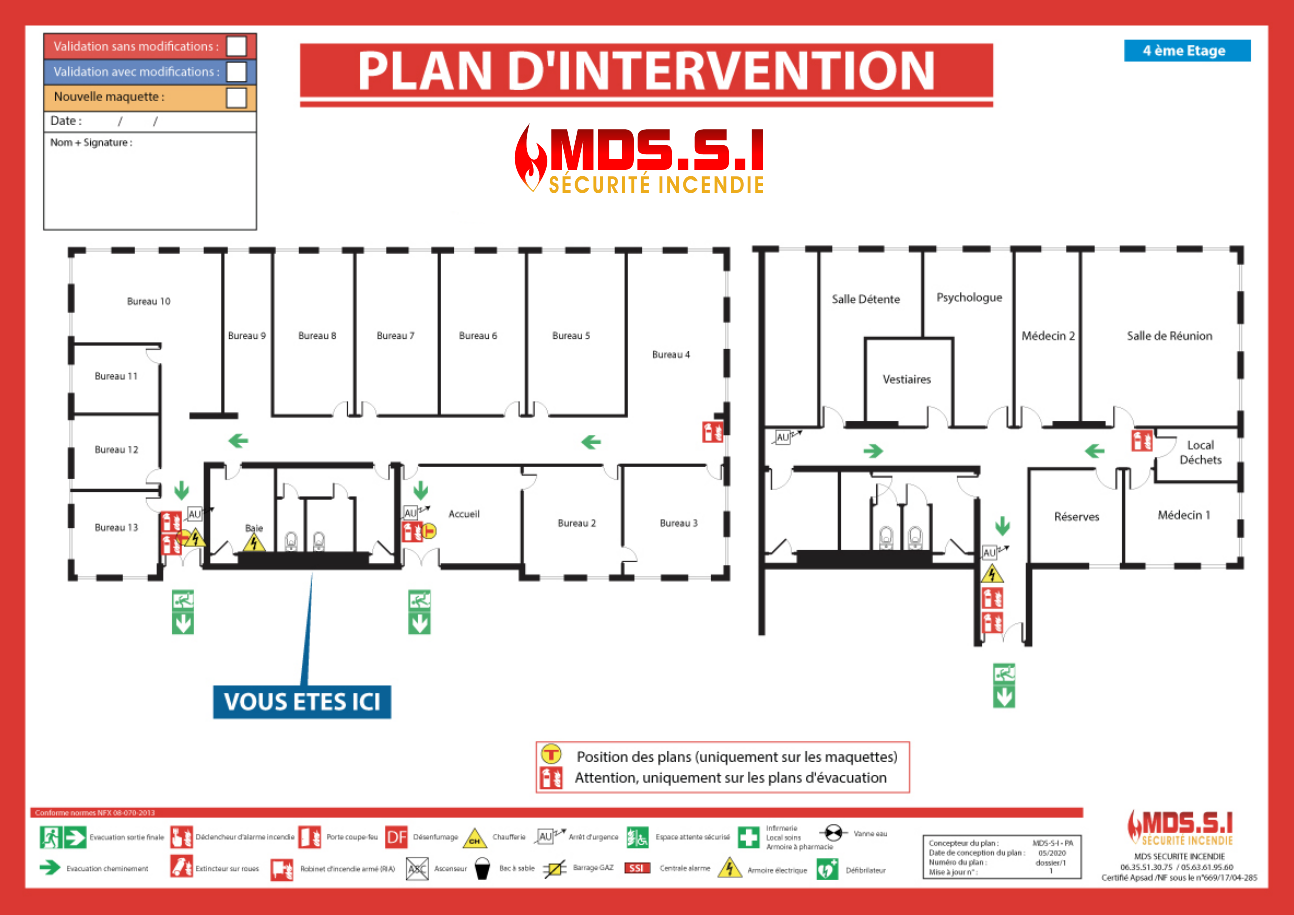 Validation sans modifications :
Validation avec modifications :
Nouvelle maquette :
Date : / /
Nom + Signature :
PLAN D'INTERVENTION
4 ème Etage
MDS.S.I
SÉCURITÉ INCENDIE
Bureau 10
Bureau 9
Bureau 8
Bureau 7
Bureau 6
Bureau 5
Bureau 4
Bureau 11
Bureau 12
Bureau 13
AU
Baie
AU
Accueil
Bureau 2
Bureau 3
Salle Détente
Psychologue
Médecin 2
Salle de Réunion
Vestiaires
AU
Local
Déchets
Réserves
Médecin 1
AU
VOUS ETES ICI
T Position des plans (uniquement sur les maquettes)
Attention, uniquement sur les plans d'évacuation
Conforme normes NFX 08-070-2013
Evacuation sortie finale
Déclencheur d'alarme incendie
Porte coupe-feu
DF Désenfumage
CH Chaufferie
AU Arrêt d'urgence
Espace attente sécurisé
Infirmerie
Local soins
Armoire à pharmacie
Vanne eau
Evacuation cheminement
Extincteur sur roues
Robinet d'incendie armé (RIA)
ASC Ascenseur
Bac à sable
Barrage GAZ
SSI Centrale alarme
Armoire électrique
Défibrilateur
Concepteur du plan : MDS-S-I - PA
Date de conception du plan : 05/2020
Numéro du plan : dossier/1
Mise à jour n° : 1
MDS.S.I
SÉCURITÉ INCENDIE
MDS SECURITE INCENDIE
06.35.51.30.75 / 05.63.61.95.60
Certifié Apsad /NF sous le n°669/17/04-285